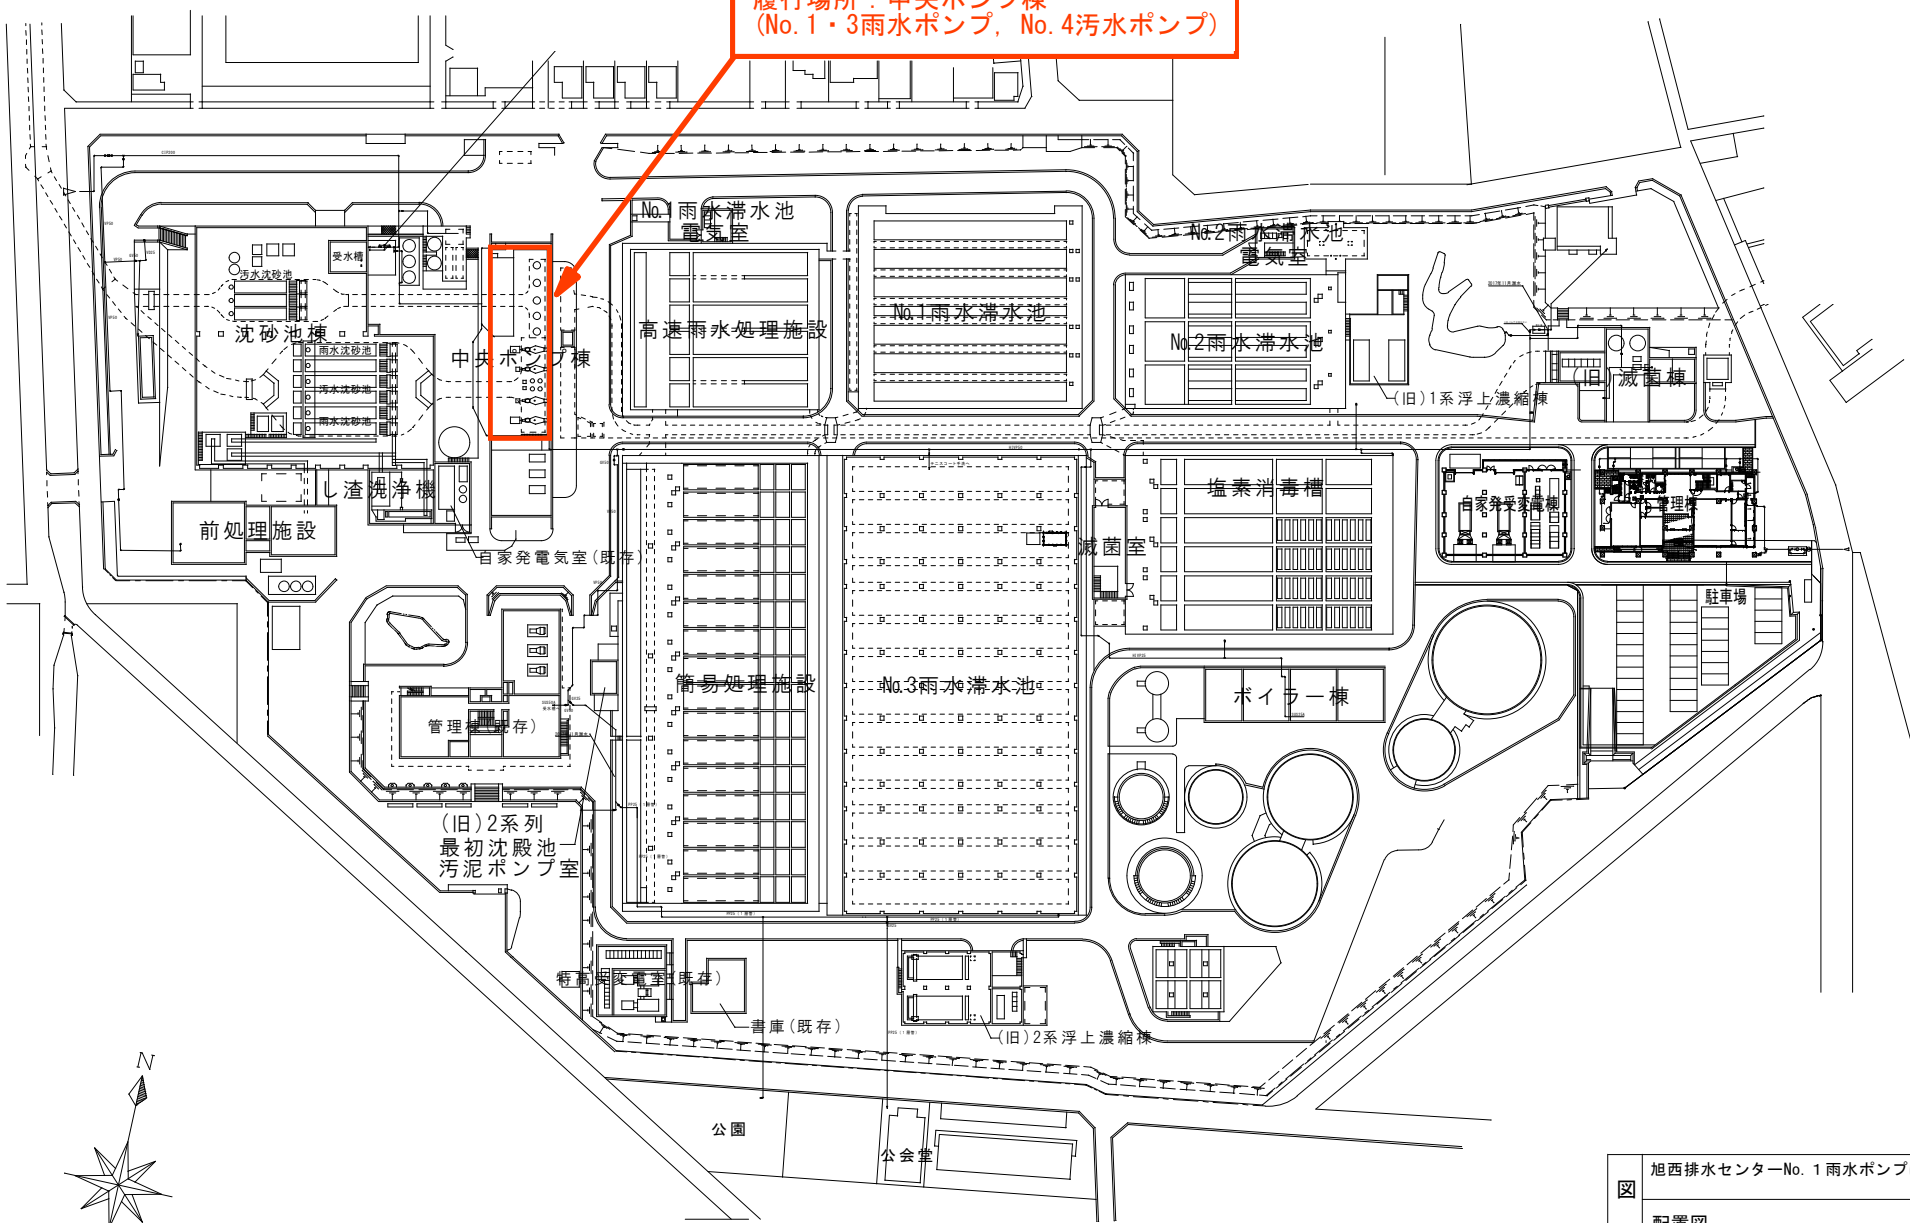 履行場所：中央ポンプ棟
(No.1・3雨水ポンプ, No.4汚水ポンプ)
No.1雨水滞水池
電気室
No.2雨水滞水池
電気室
受水槽
汚水沈砂池
沈砂池棟
雨水沈砂池
汚水沈砂池
雨水沈砂池
中央ポンプ棟
高速雨水処理施設
No.1雨水滞水池
No.2雨水滞水池
(旧)1系浮上濃縮棟
(旧)滅菌棟
し渣洗浄機
前処理施設
自家発電気室(既存)
塩素消毒槽
滅菌室
自家発受変電棟
管理棟
駐車場
簡易処理施設
No.3雨水滞水池
ボイラー棟
管理棟(既存)
(旧)2系列
最初沈殿池
汚泥ポンプ室
特高受変電室(既存)
書庫(既存)
(旧)2系浮上濃縮棟
N
公園
公会堂
図
旭西排水センターNo.1雨水ポンプ
配置図